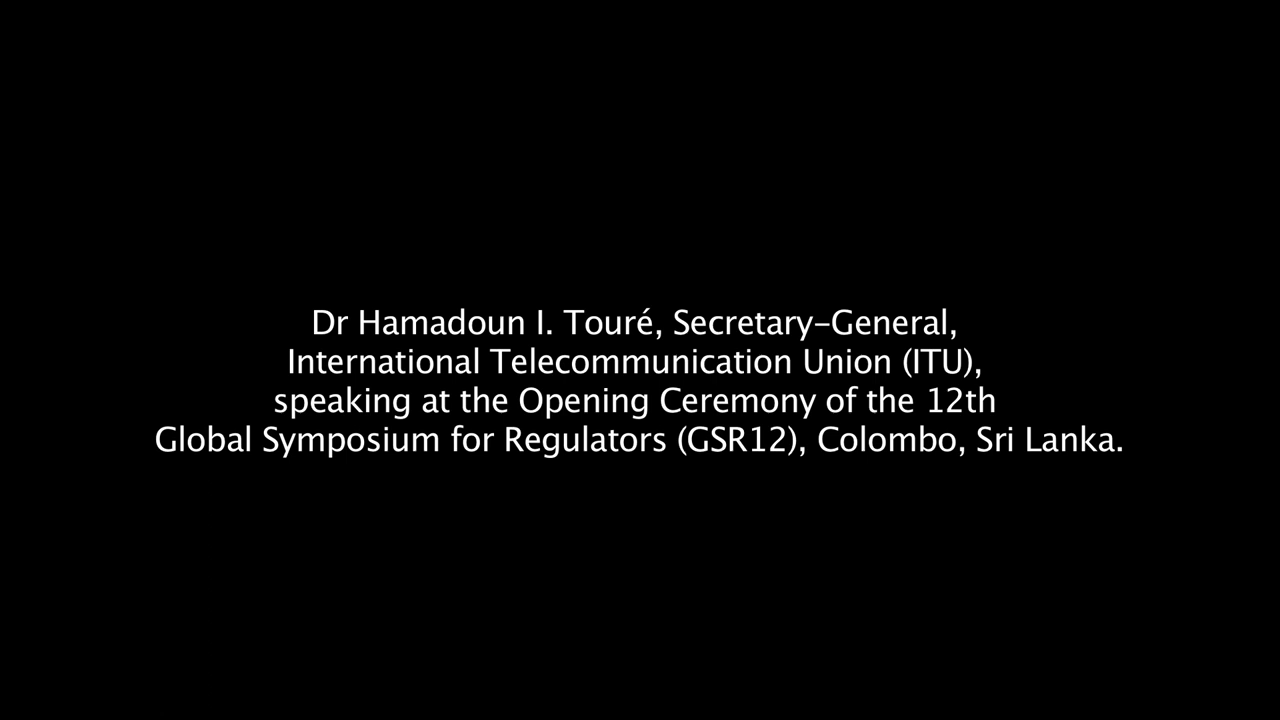 Dr Hamadoun I. Touré, Secretary-General,
International Telecommunication Union (ITU),
speaking at the Opening Ceremony of the 12th
Global Symposium for Regulators (GSR12), Colombo, Sri Lanka.